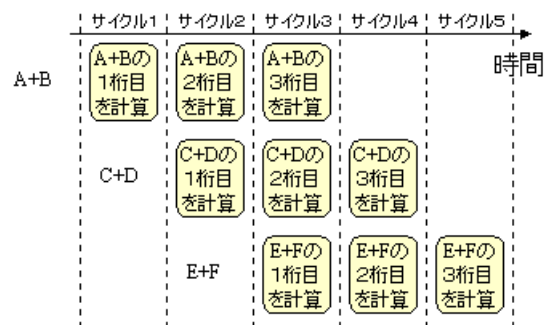 サイクル1 サイクル2 サイクル3 サイクル4 サイクル5
時間
A+B
A+Bの
1桁目
を計算
A+Bの
2桁目
を計算
A+Bの
3桁目
を計算
C+D
C+Dの
1桁目
を計算
C+Dの
2桁目
を計算
C+Dの
3桁目
を計算
E+F
E+Fの
1桁目
を計算
E+Fの
2桁目
を計算
E+Fの
3桁目
を計算